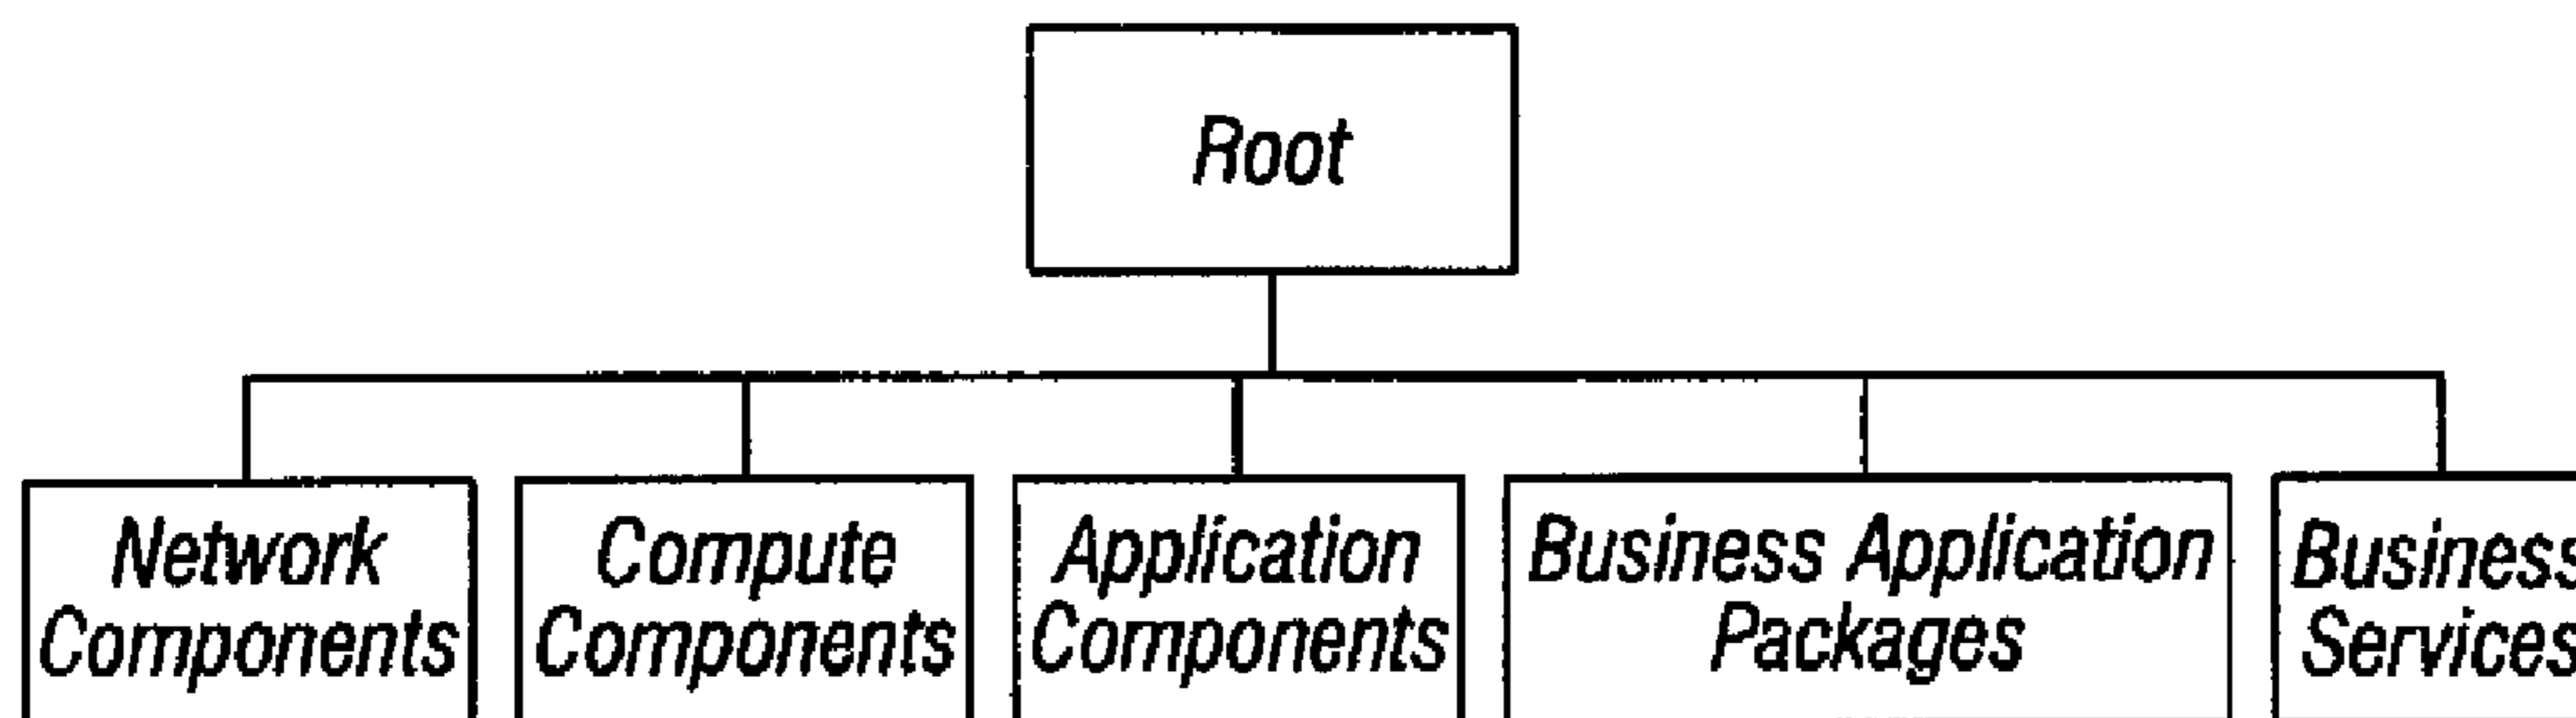 Root
Network
Components
Compute
Components
Application
Components
Business Application
Packages
Business
Services